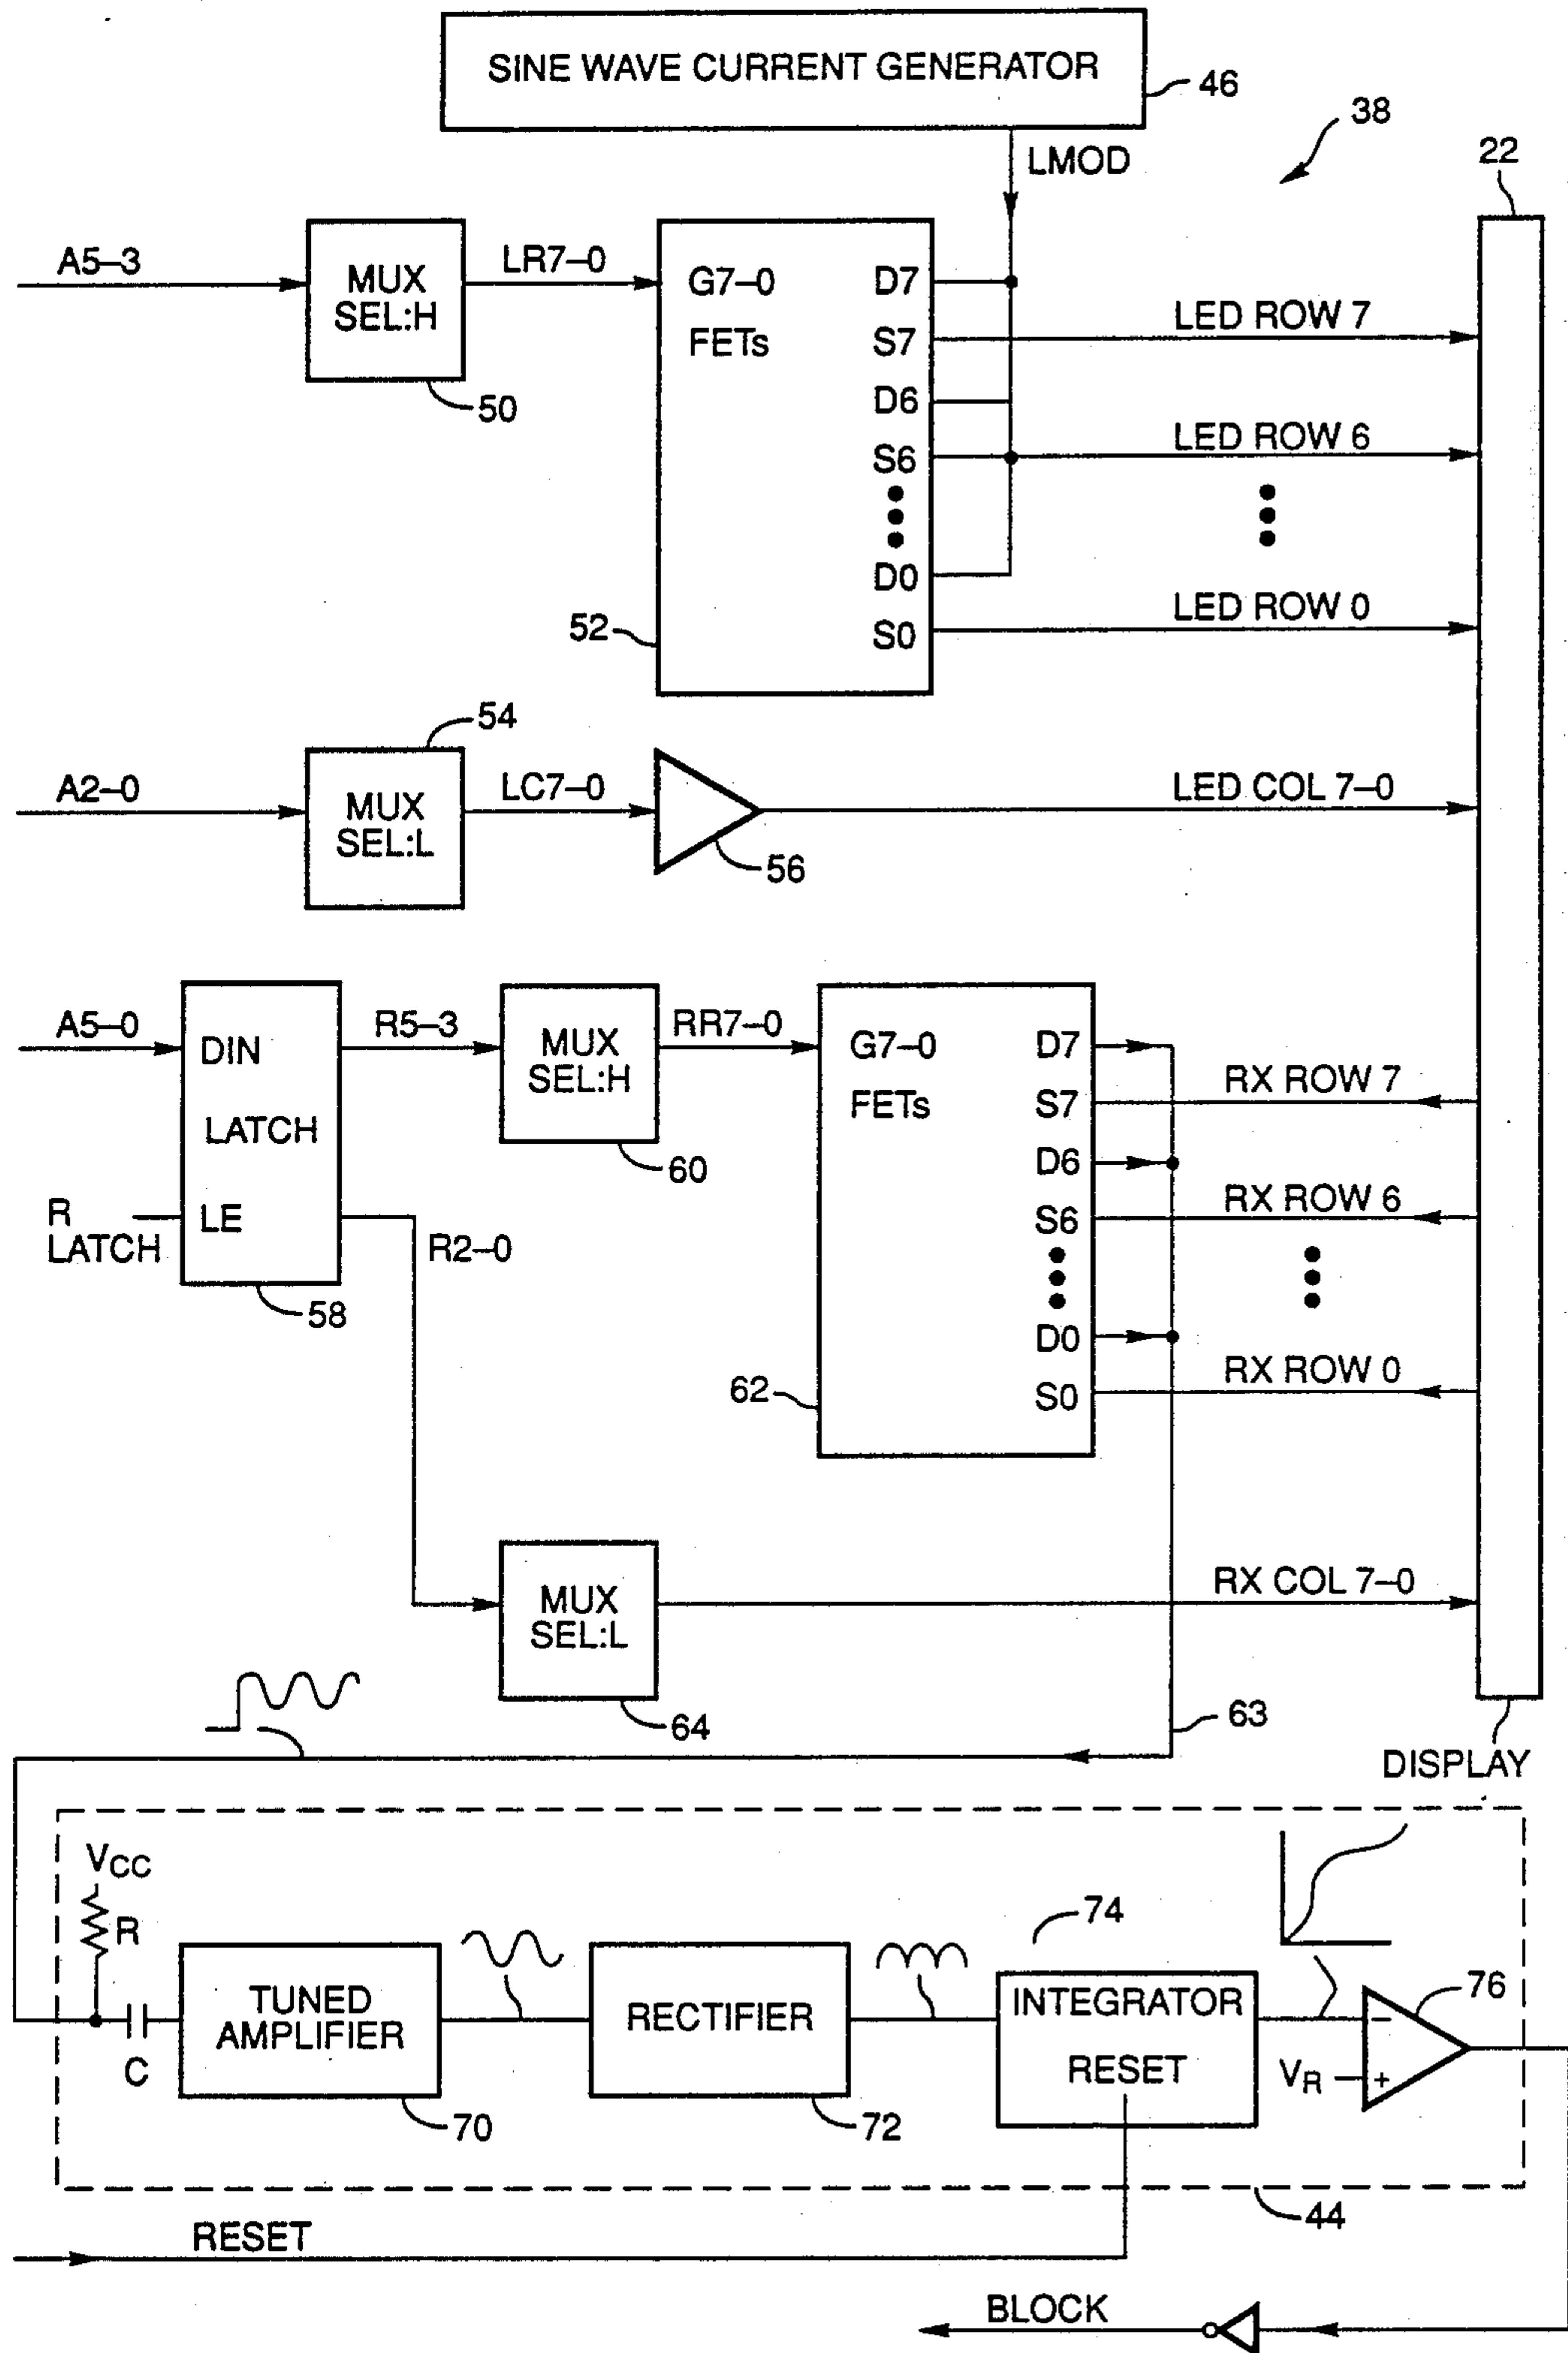 SINE WAVE CURRENT GENERATOR
46
38
LMOD
22
A5–3
MUX
SEL:H
LR7–0
50
G7–0
FETs
D7
S7
D6
S6
D0
S0
52
LED ROW 7
LED ROW 6
LED ROW 0
54
A2–0
MUX
SEL:L
LC7–0
56
LED COL 7–0
A5–0
DIN
LATCH
R
LATCH
LE
58
R5–3
R2–0
MUX
SEL:H
60
RR7–0
G7–0
FETs
D7
S7
D6
S6
D0
S0
62
RX ROW 7
RX ROW 6
RX ROW 0
MUX
SEL:L
64
RX COL 7–0
63
DISPLAY
VCC
R
C
TUNED
AMPLIFIER
70
RECTIFIER
72
74
INTEGRATOR
RESET
VR
−
+
76
44
RESET
BLOCK